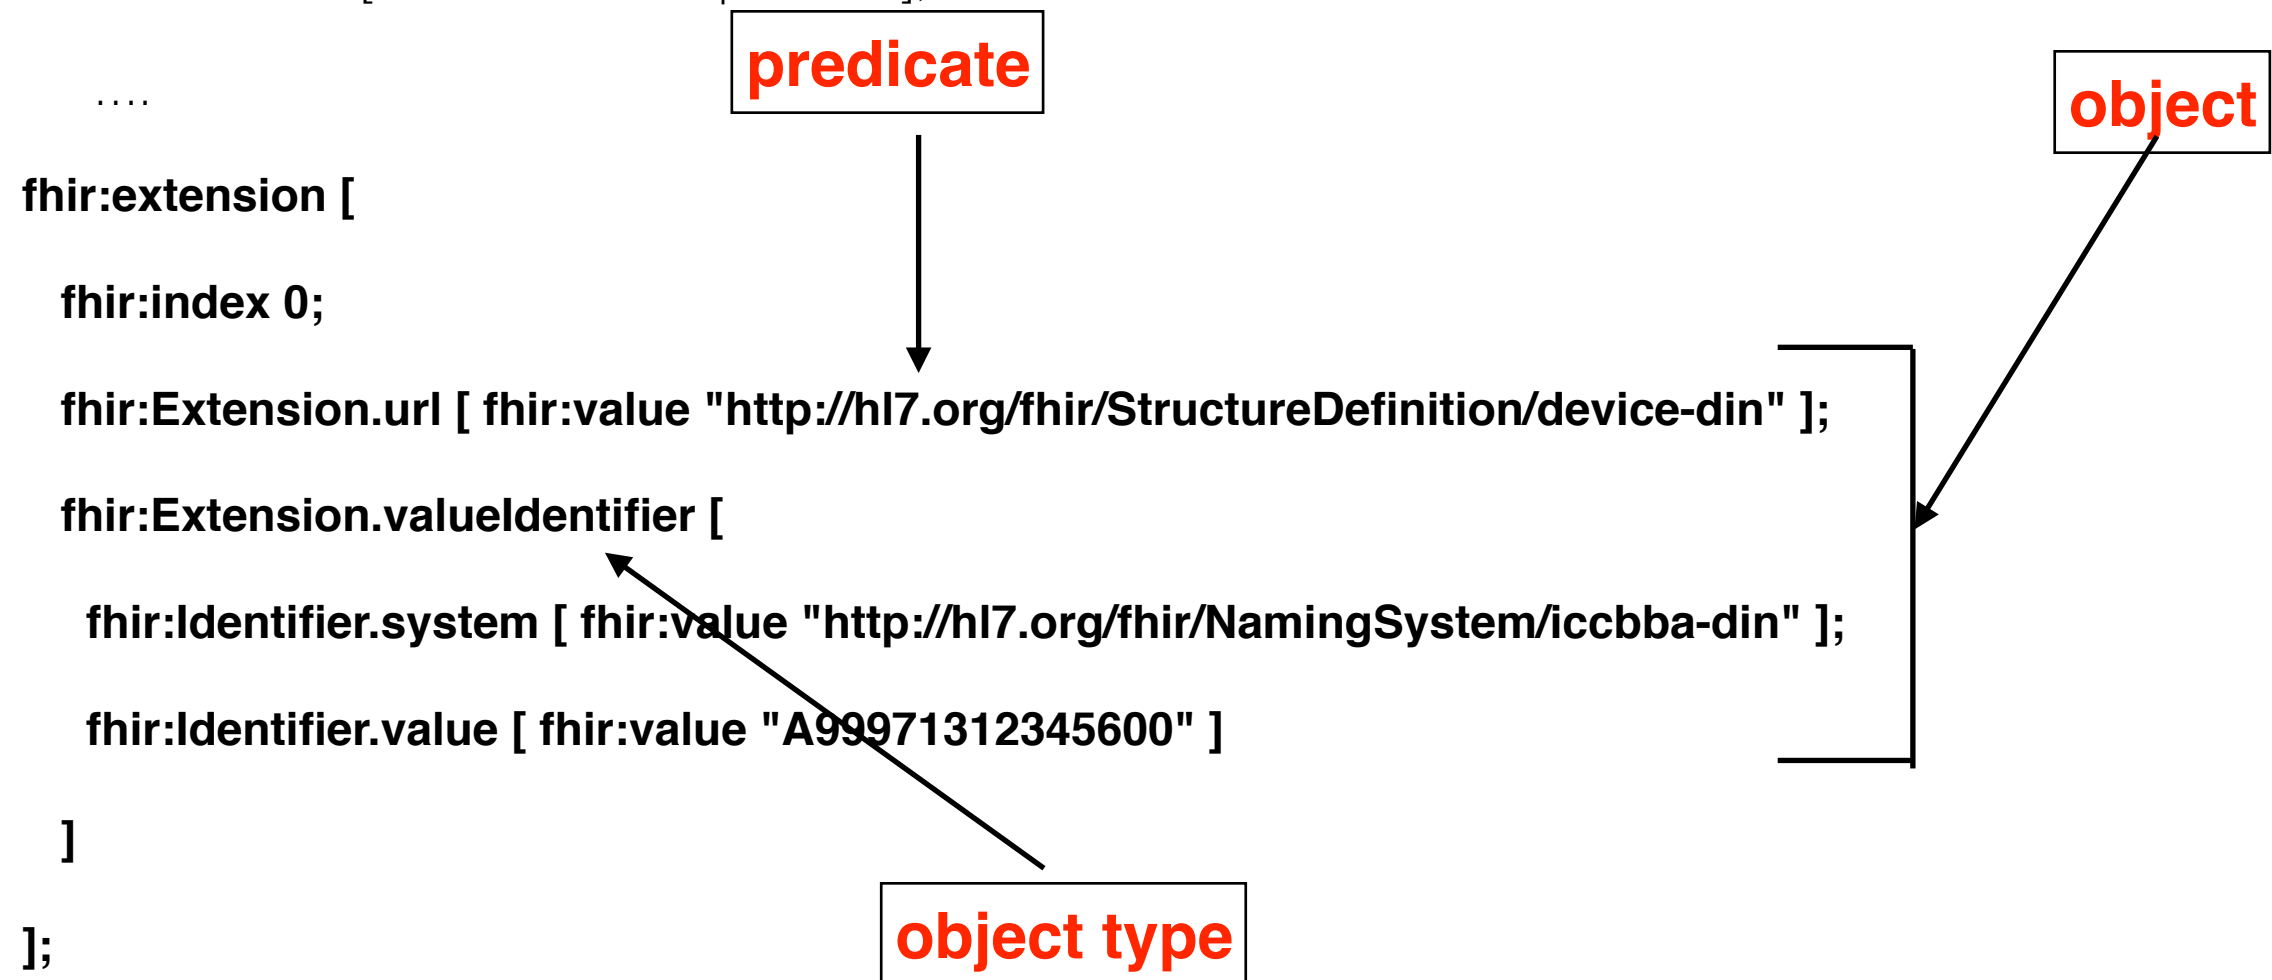 predicate
object
....
fhir:extension [
fhir:index 0;
fhir:Extension.url [ fhir:value "http://hl7.org/fhir/StructureDefinition/device-din" ];
fhir:Extension.valueIdentifier [
fhir:Identifier.system [ fhir:value "http://hl7.org/fhir/NamingSystem/iccbba-din" ];
fhir:Identifier.value [ fhir:value "A99971312345600" ]
]
object type
];